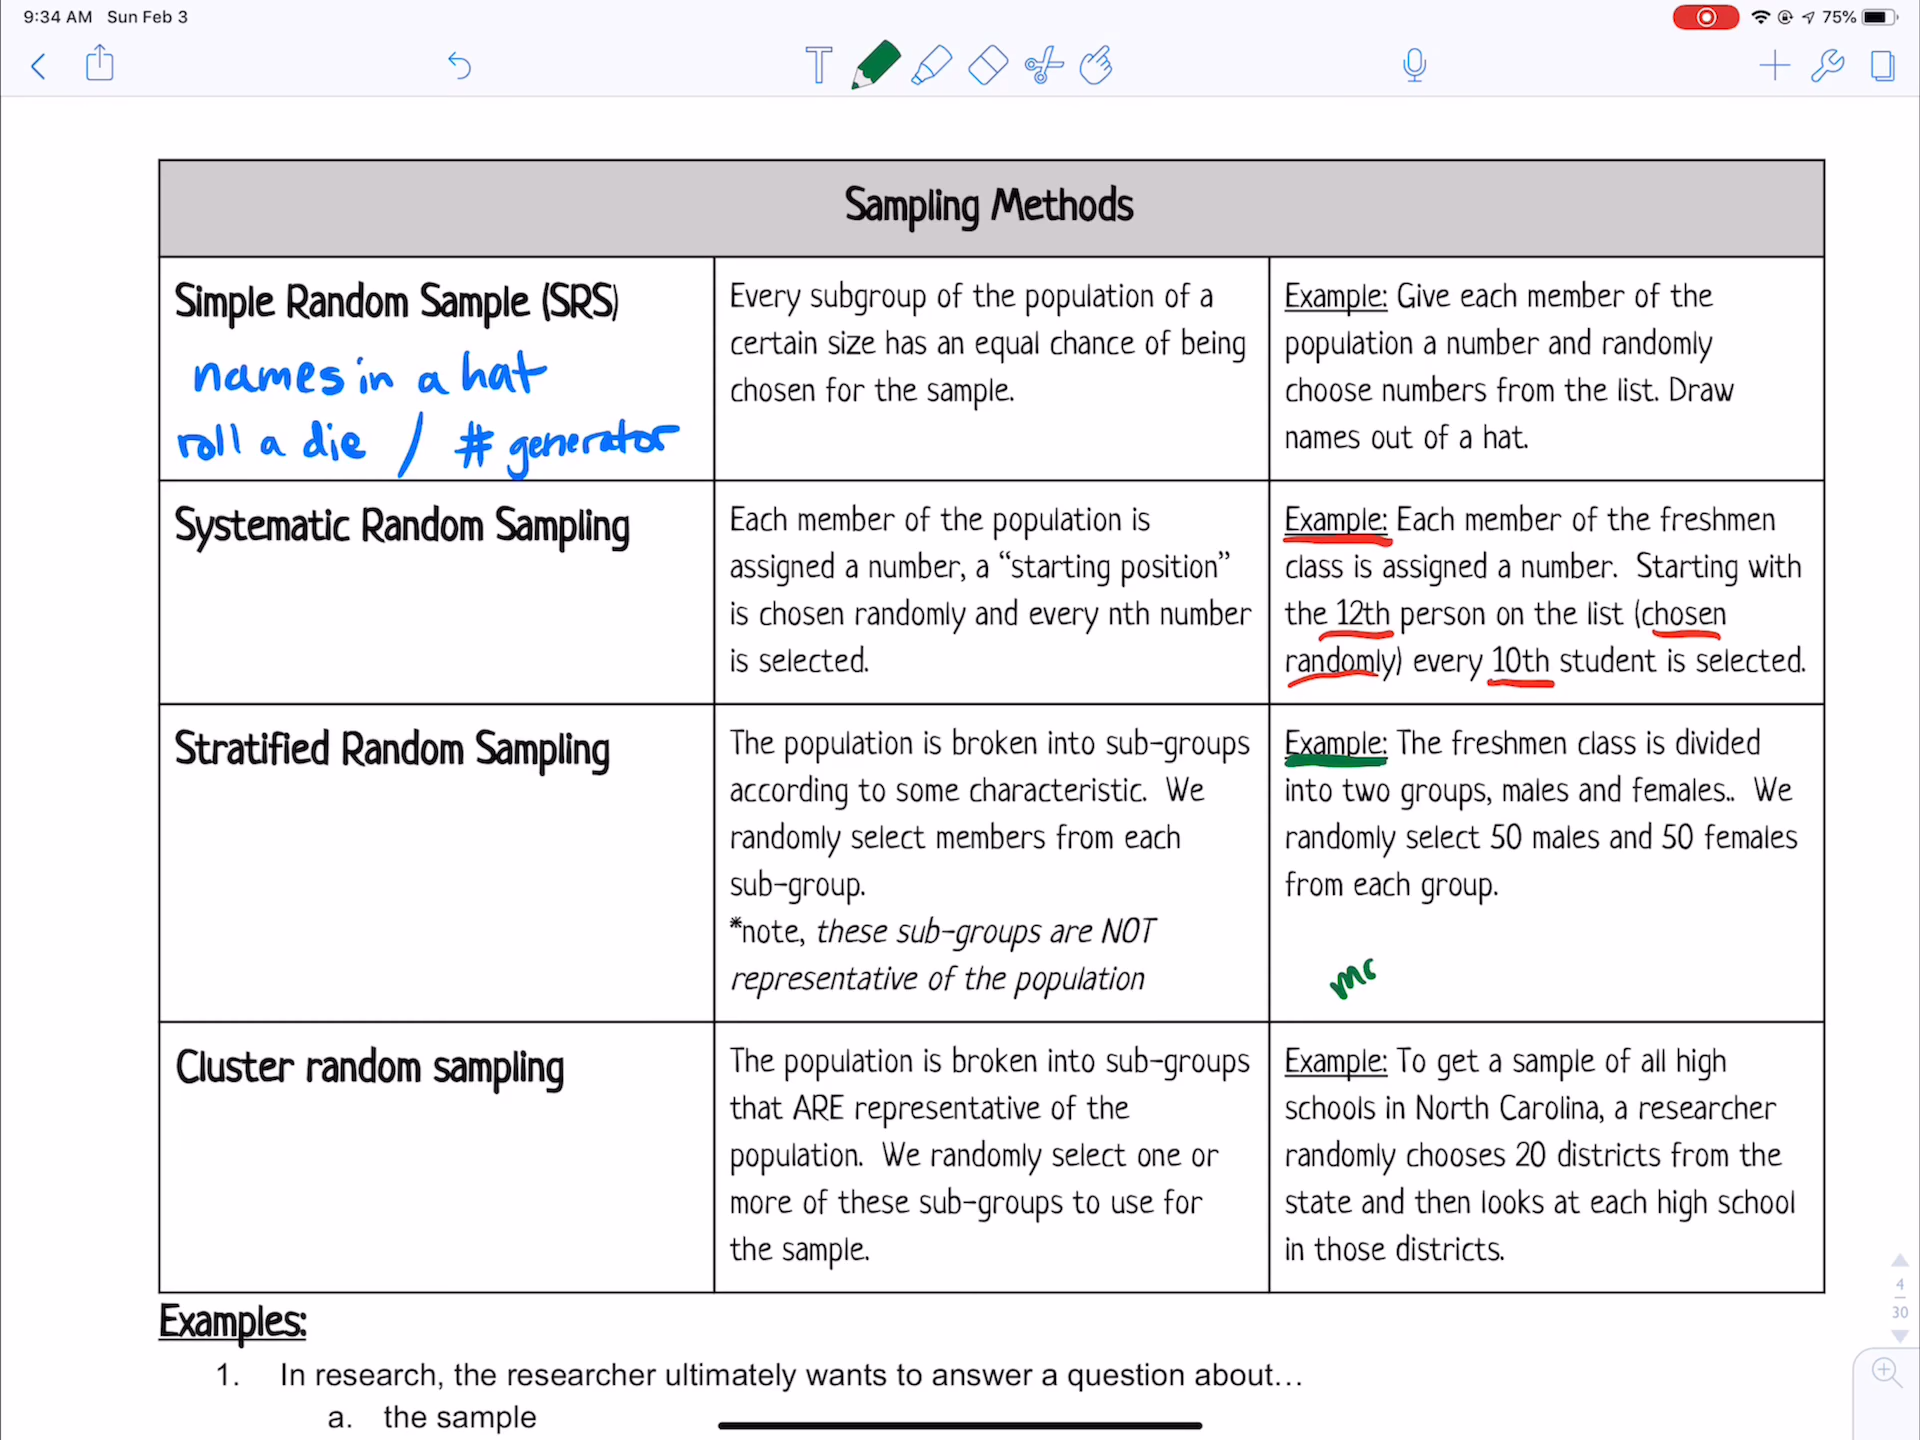 9:34 AM Sun Feb 3
75%
Sampling Methods
Simple Random Sample (SRS)
names in a hat
roll a die / # generator
Every subgroup of the population of a
certain size has an equal chance of being
chosen for the sample.
Example: Give each member of the
population a number and randomly
choose numbers from the list. Draw
names out of a hat.
Systematic Random Sampling
Each member of the population is
assigned a number, a “starting position”
is chosen randomly and every nth number
is selected.
Example: Each member of the freshmen
class is assigned a number. Starting with
the 12th person on the list (chosen
randomly) every 10th student is selected.
Stratified Random Sampling
The population is broken into sub-groups
according to some characteristic. We
randomly select members from each
sub-group.
*note, these sub-groups are NOT
representative of the population
Example: The freshmen class is divided
into two groups, males and females.. We
randomly select 50 males and 50 females
from each group.
Cluster random sampling
The population is broken into sub-groups
that ARE representative of the
population. We randomly select one or
more of these sub-groups to use for
the sample.
Example: To get a sample of all high
schools in North Carolina, a researcher
randomly chooses 20 districts from the
state and then looks at each high school
in those districts.
4
30
Examples:
1. In research, the researcher ultimately wants to answer a question about...
a. the sample